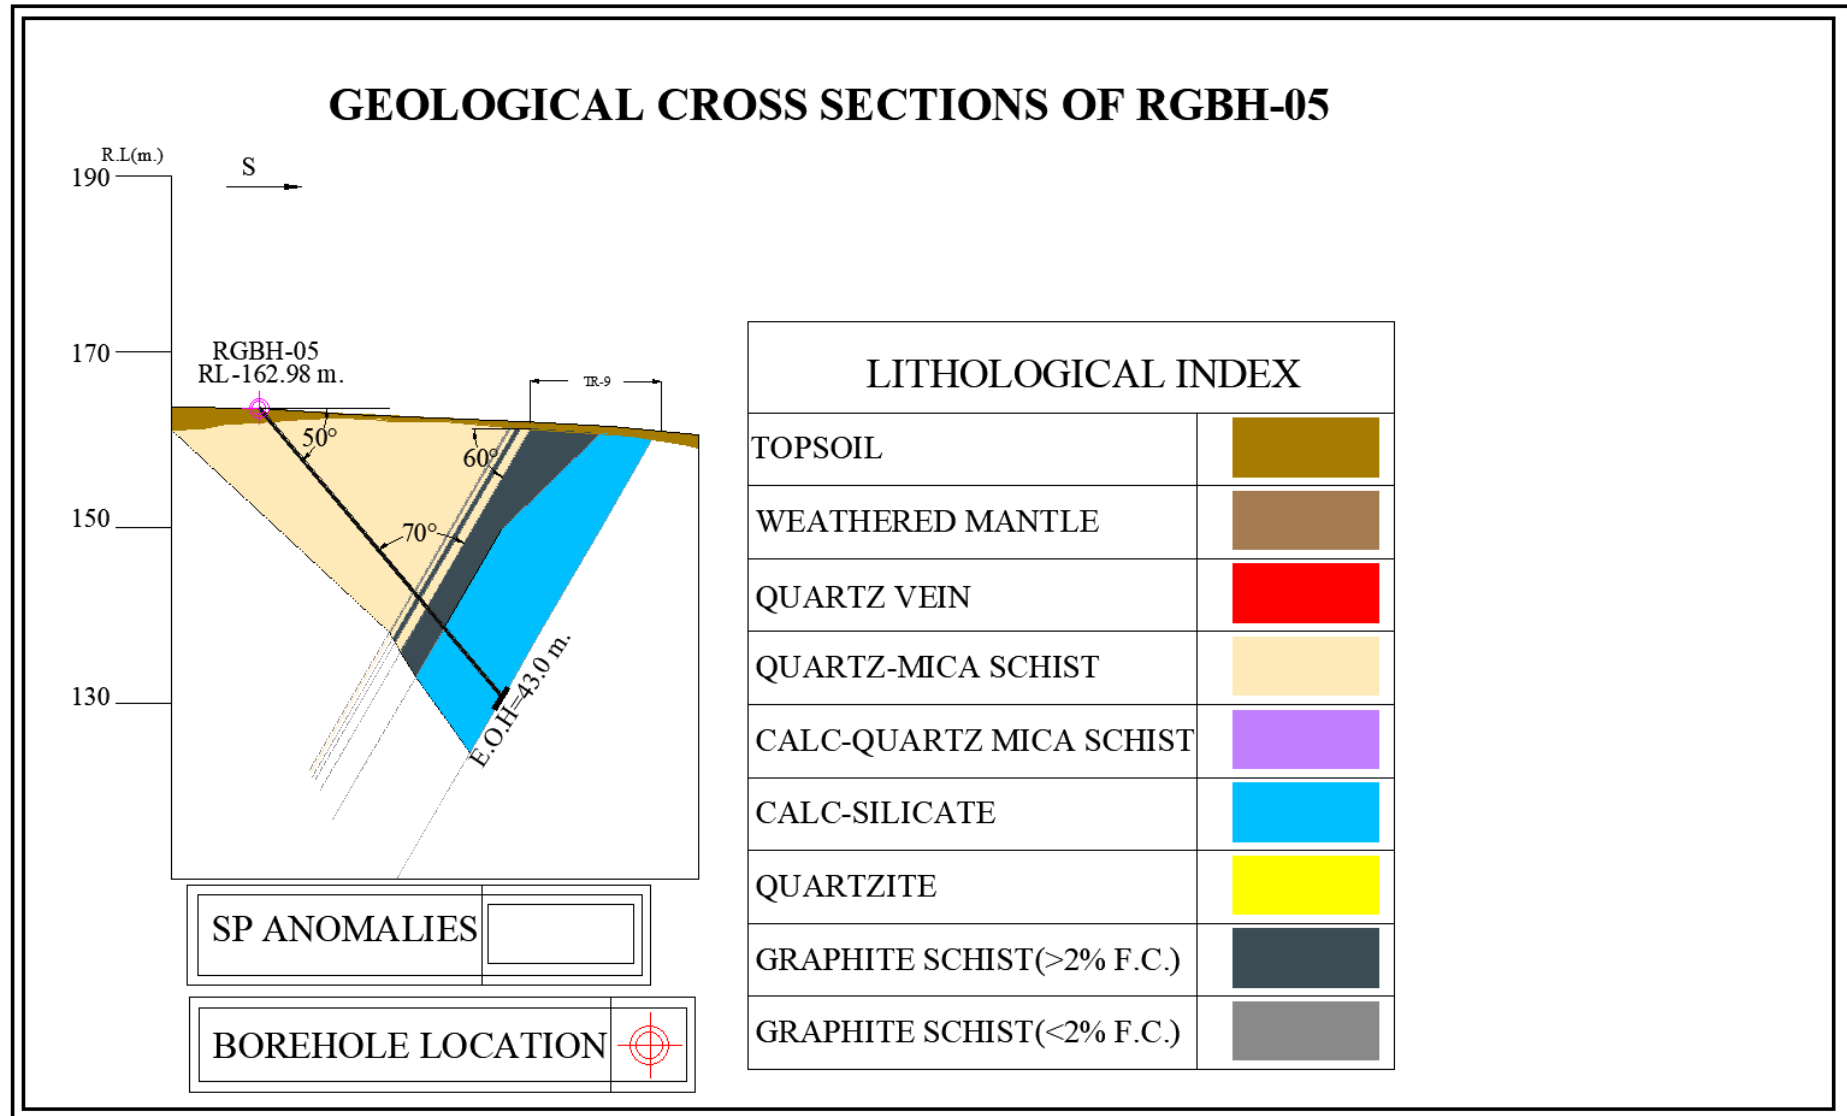 GEOLOGICAL CROSS SECTIONS OF RGBH-05
R.L(m.)
S
190
170
150
130
RGBH-05
RL-162.98 m.
TR-9
50°
60°
70°
E.O.H=43.0 m.
LITHOLOGICAL INDEX
TOPSOIL
WEATHERED MANTLE
QUARTZ VEIN
QUARTZ-MICA SCHIST
CALC-QUARTZ MICA SCHIST
CALC-SILICATE
QUARTZITE
GRAPHITE SCHIST(>2% F.C.)
GRAPHITE SCHIST(<2% F.C.)
SP ANOMALIES
BOREHOLE LOCATION